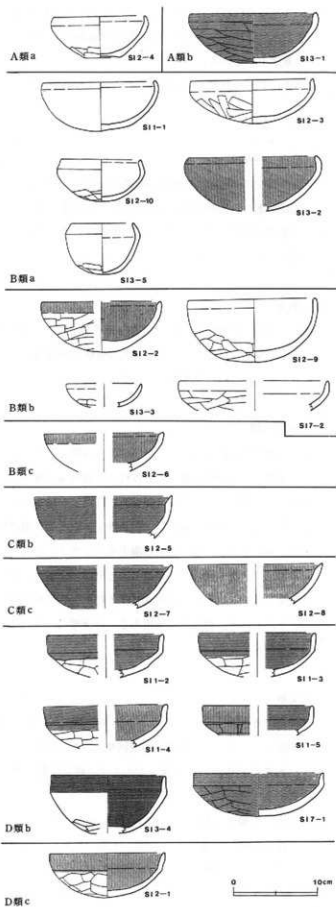 A類a
SI2-4
A類b
SI3-1
SI1-1
SI2-3
SI2-10
SI3-2
B類a
SI3-5
SI2-2
SI2-9
B類b
SI3-3
SI7-2
B類c
SI2-6
C類b
SI2-5
C類c
SI2-7
SI2-8
SI1-2
SI1-3
SI1-4
SI1-5
D類b
SI3-4
SI7-1
D類c
SI2-1
0
10cm